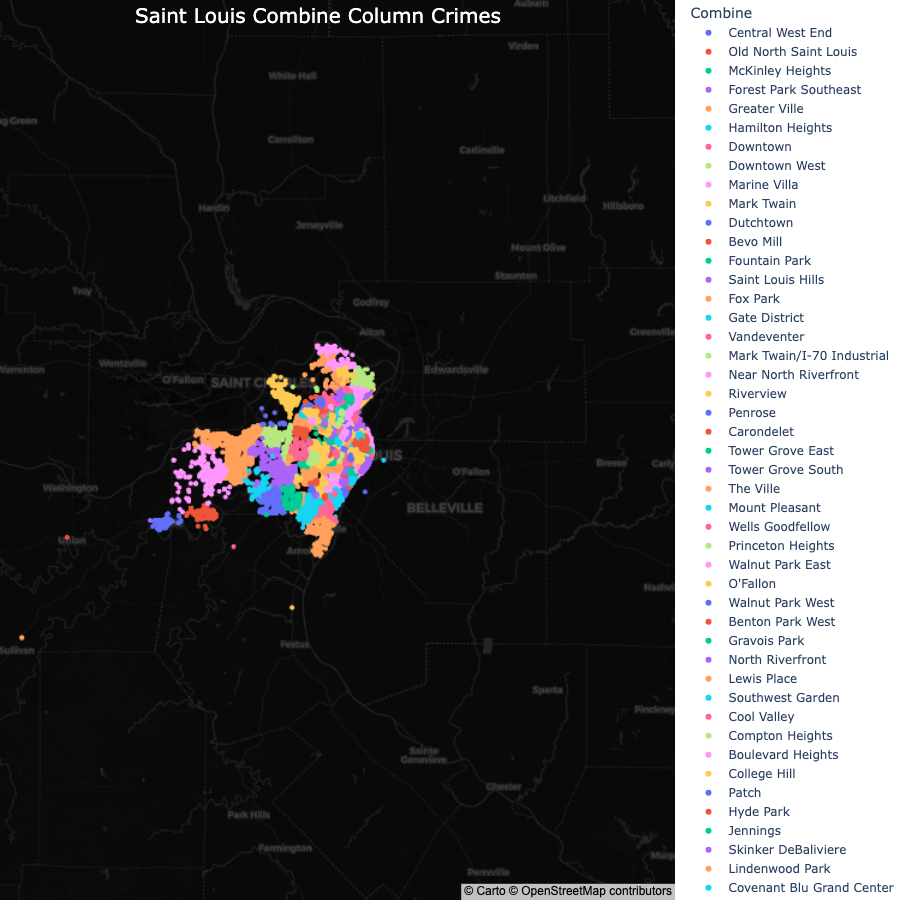 Saint Louis Combine Column Crimes
Auburn
Virden
White Hall
ng Green
Carrollton
Carlinville
Litchfield
Hillsboro
Hardin
Jerseyville
Mount Olive
Staunton
Troy
Godfrey
Alton
Greenville
Wentzville
Warrenton
Edwardsville
O'Fallon
SAINT CHARLES
OUIS
Breese
Carly
O'Fallon
Washington
BELLEVILLE
Union
Arno
Nashvi
Festus
Sullivan
Sparta
Pinckney
Sainte
Genevieve
Chester
Park Hills
Farmington
Perryville
Murp
© Carto © OpenStreetMap contributors
Combine
Central West End
Old North Saint Louis
McKinley Heights
Forest Park Southeast
Greater Ville
Hamilton Heights
Downtown
Downtown West
Marine Villa
Mark Twain
Dutchtown
Bevo Mill
Fountain Park
Saint Louis Hills
Fox Park
Gate District
Vandeventer
Mark Twain/I-70 Industrial
Near North Riverfront
Riverview
Penrose
Carondelet
Tower Grove East
Tower Grove South
The Ville
Mount Pleasant
Wells Goodfellow
Princeton Heights
Walnut Park East
O'Fallon
Walnut Park West
Benton Park West
Gravois Park
North Riverfront
Lewis Place
Southwest Garden
Cool Valley
Compton Heights
Boulevard Heights
College Hill
Patch
Hyde Park
Jennings
Skinker DeBaliviere
Lindenwood Park
Covenant Blu Grand Center